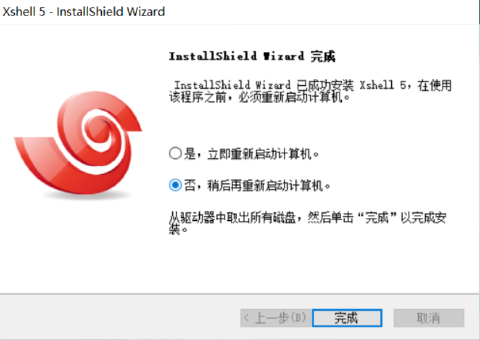 Xshell 5 - InstallShield Wizard
InstallShield Wizard 完成
InstallShield Wizard 已成功安装 Xshell 5，在使用
该程序之前，必须重新启动计算机。
是，立即重新启动计算机。
否，稍后再重新启动计算机。
从驱动器中取出所有磁盘，然后单击“完成”以完成安
装。
< 上一步(B)
完成
取消